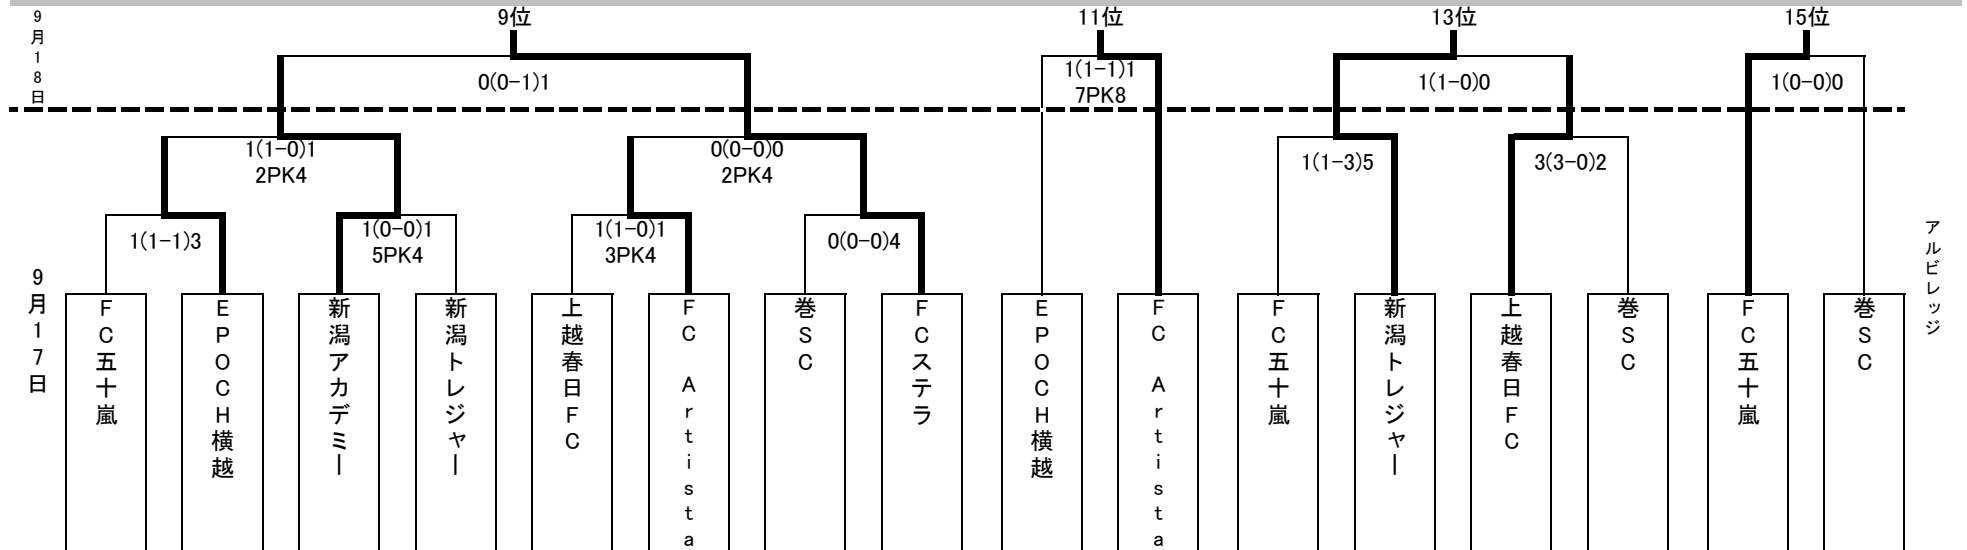 9位
11位
13位
15位
9月18日
0(0-1)1
1(1-1)1
7PK8
1(1-0)0
1(0-0)0
1(1-0)1
2PK4
0(0-0)0
2PK4
1(1-3)5
3(3-0)2
1(1-1)3
1(0-0)1
5PK4
1(1-0)1
3PK4
0(0-0)4
9月17日
FC五十嵐
EPOCH横越
新潟アカデミー
新潟トレジャー
上越春日FC
FC Artista
巻SC
FCステラ
EPOCH横越
FC Artista
FC五十嵐
新潟トレジャー
上越春日FC
巻SC
FC五十嵐
巻SC
アルビレッジ